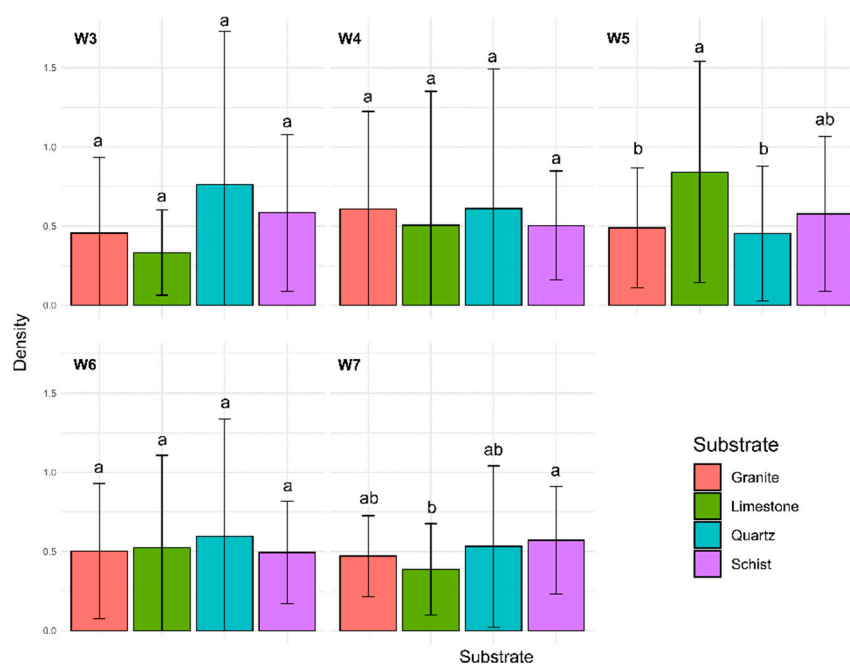 W3
W4
W5
a
a
a
a
a
a
a
a
b
a
b
ab
1.5
1.0
0.5
0.0
Density
W6
W7
a
a
a
a
ab
b
ab
a
1.5
1.0
0.5
0.0
Substrate
Substrate
Granite
Limestone
Quartz
Schist